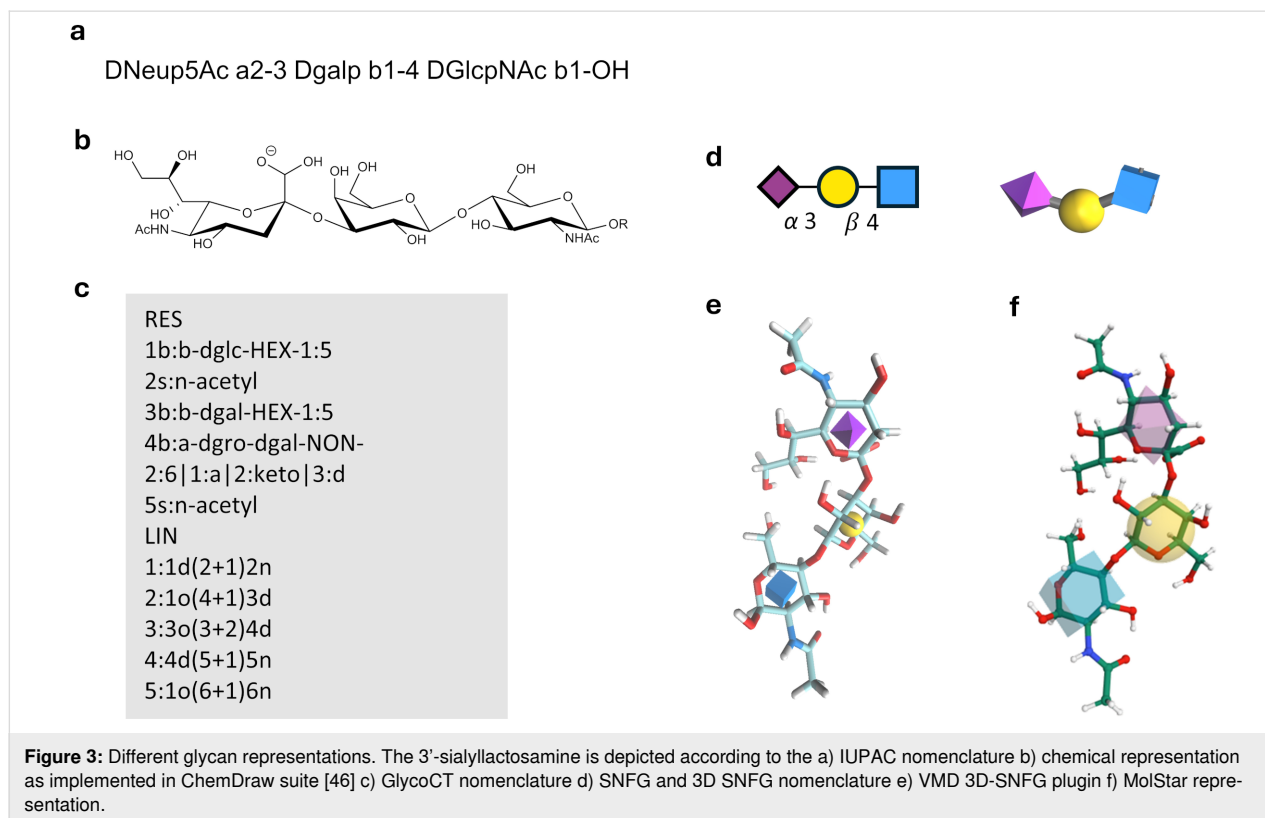 a
DNeup5Ac a2-3 Dgalp b1-4 DGlcpNAc b1-OH
b
HO
OH
O
⊖
OH
HO
AcHN
HO
O
O
OH
OH
O
OH
O
OH
O
HO
NHAc
OR
c
RES
1b:b-dglc-HEX-1:5
2s:n-acetyl
3b:b-dgal-HEX-1:5
4b:a-dgro-dgal-NON-
2:6|1:a|2:keto|3:d
5s:n-acetyl
LIN
1:1d(2+1)2n
2:1o(4+1)3d
3:3o(3+2)4d
4:4d(5+1)5n
5:1o(6+1)6n
d
α 3 β 4
e
f
Figure 3: Different glycan representations. The 3’-sialyllactosamine is depicted according to the a) IUPAC nomenclature b) chemical representation
as implemented in ChemDraw suite [46] c) GlycoCT nomenclature d) SNFG and 3D SNFG nomenclature e) VMD 3D-SNFG plugin f) MolStar repre-
sentation.